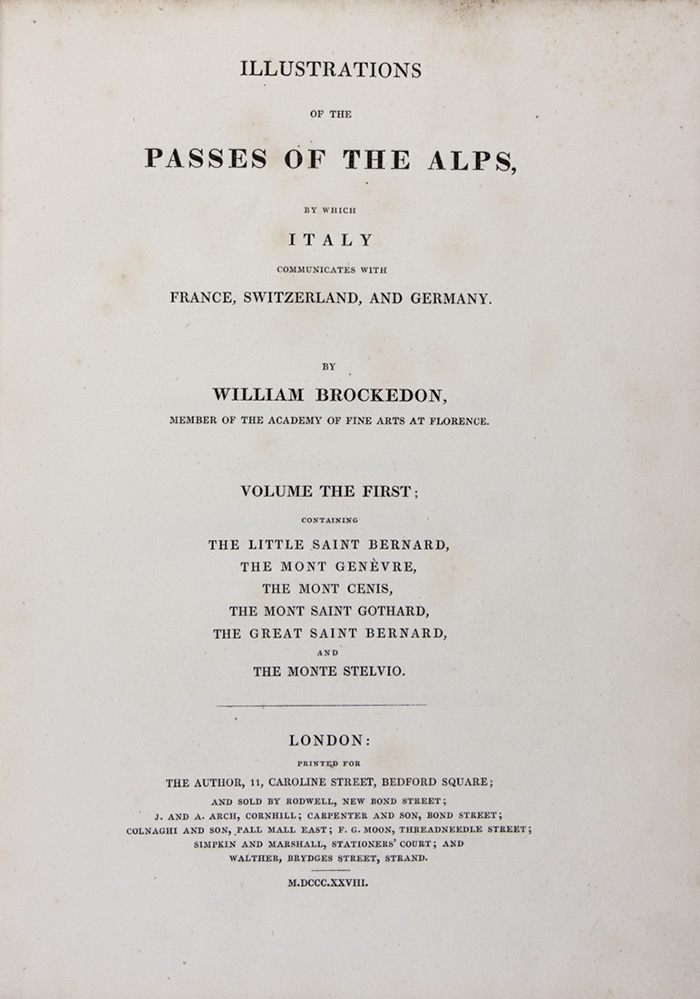 ILLUSTRATIONS
OF THE
PASSES OF THE ALPS,
BY WHICH
ITALY
COMMUNICATES WITH
FRANCE, SWITZERLAND, AND GERMANY.
BY
WILLIAM BROCKEDON,
MEMBER OF THE ACADEMY OF FINE ARTS AT FLORENCE.
VOLUME THE FIRST;
CONTAINING
THE LITTLE SAINT BERNARD,
THE MONT GENÈVRE,
THE MONT CENIS,
THE MONT SAINT GOTHARD,
THE GREAT SAINT BERNARD,
AND
THE MONTE STELVIO.
LONDON:
PRINTED FOR
THE AUTHOR, 11, CAROLINE STREET, BEDFORD SQUARE;
AND SOLD BY RODWELL, NEW BOND STREET;
J. AND A. ARCH, CORNHILL; CARPENTER AND SON, BOND STREET;
COLNAGHI AND SON, PALL MALL EAST; F. G. MOON, THREADNEEDLE STREET;
SIMPKIN AND MARSHALL, STATIONERS' COURT; AND
WALTHER, BRYDGES STREET, STRAND.
M.DCCC.XXVIII.